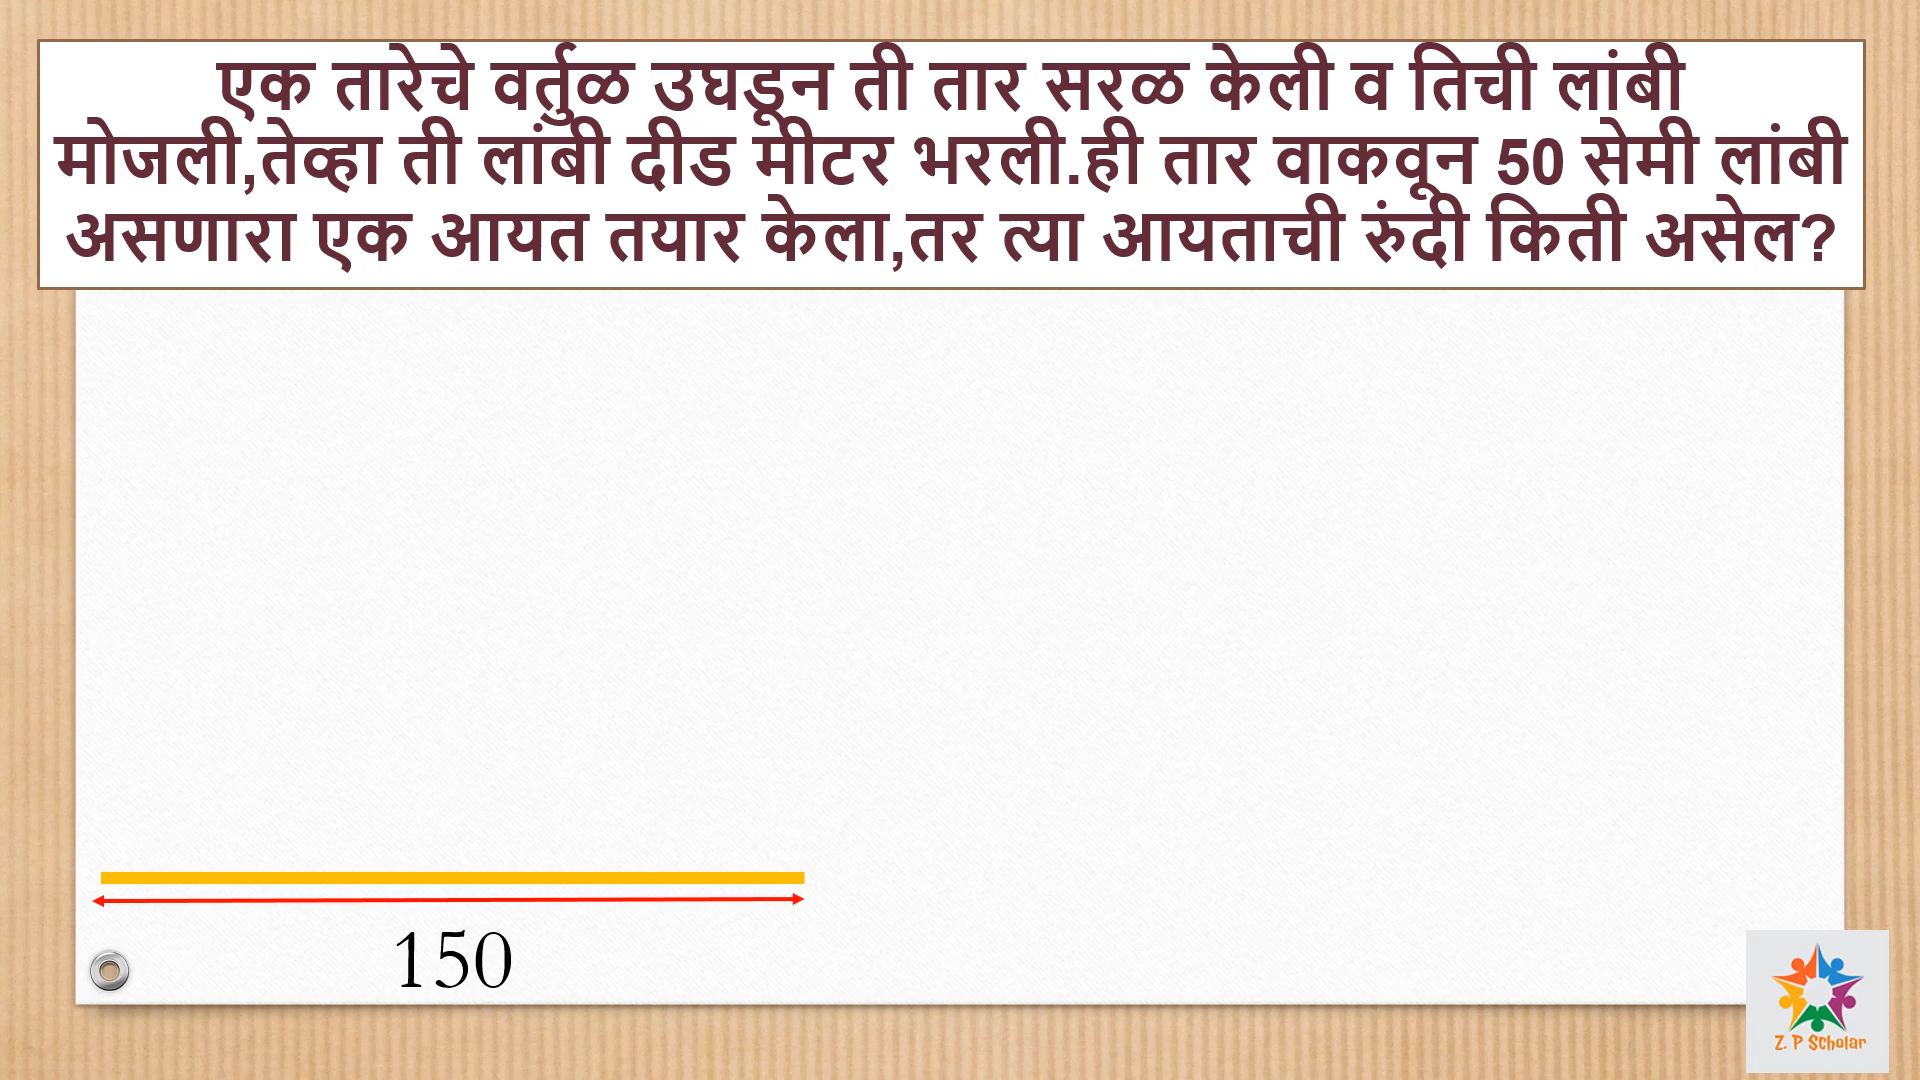 एक तारेचे वर्तुळ उघडून ती तार सरळ केली व तिची लांबी
मोजली,तेव्हा ती लांबी दीड मीटर भरली.ही तार वाकवून 50 सेमी लांबी
असणारा एक आयत तयार केला,तर त्या आयताची रुंदी किती असेल?
150
Z. P Scholar